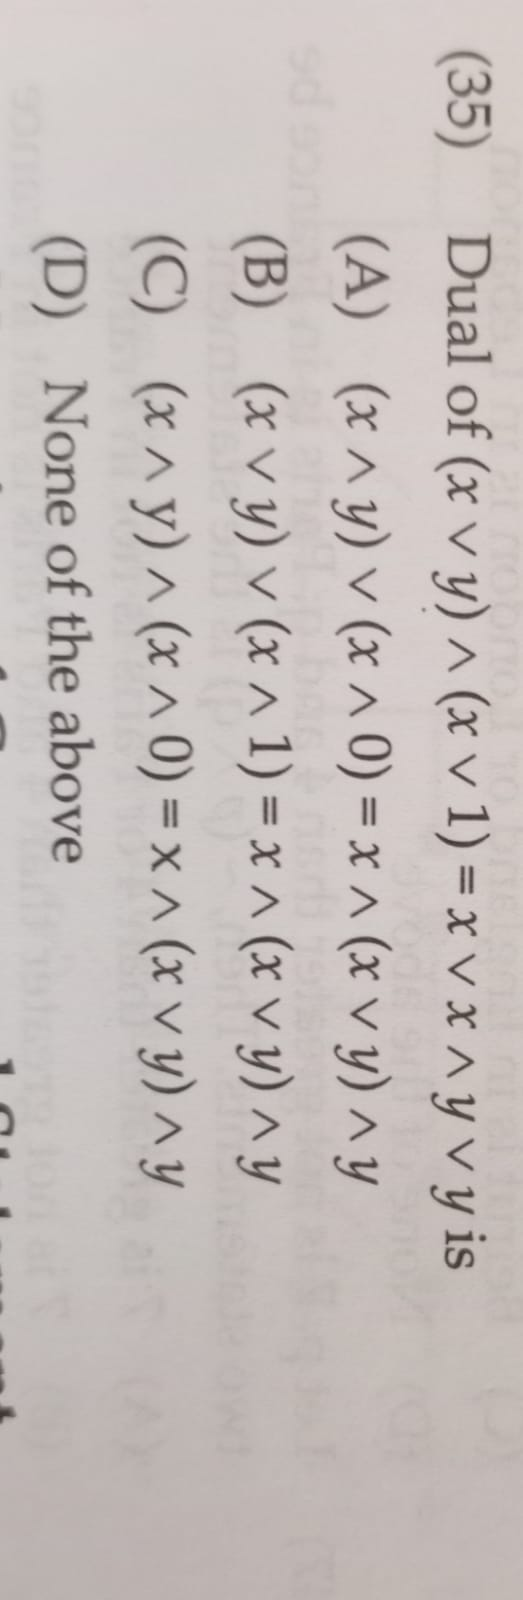 (35) Dual of (x ∨ y) ∧ (x ∨ 1) = x ∨ x ∧ y ∨ y is
(A) (x ∧ y) ∨ (x ∧ 0) = x ∧ (x ∨ y) ∧ y
(B) (x ∨ y) ∨ (x ∧ 1) = x ∧ (x ∨ y) ∧ y
(C) (x ∧ y) ∧ (x ∧ 0) = x ∧ (x ∨ y) ∧ y
(D) None of the above